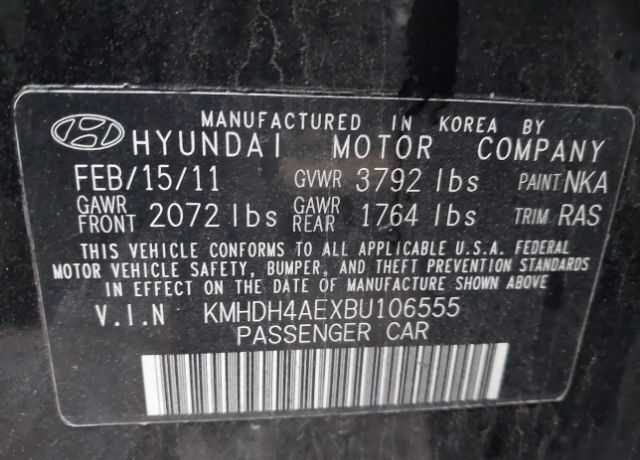 MANUFACTURED IN KOREA BY
HYUNDAI MOTOR COMPANY
FEB/15/11 GVWR 3792 lbs PAINT NKA
GAWR FRONT 2072 lbs GAWR REAR 1764 lbs TRIM RAS
THIS VEHICLE CONFORMS TO ALL APPLICABLE U.S.A. FEDERAL
MOTOR VEHICLE SAFETY, BUMPER, AND THEFT PREVENTION STANDARDS
IN EFFECT ON THE DATE OF MANUFACTURE SHOWN ABOVE
V.I.N KMHDH4AEXBU106555
PASSENGER CAR